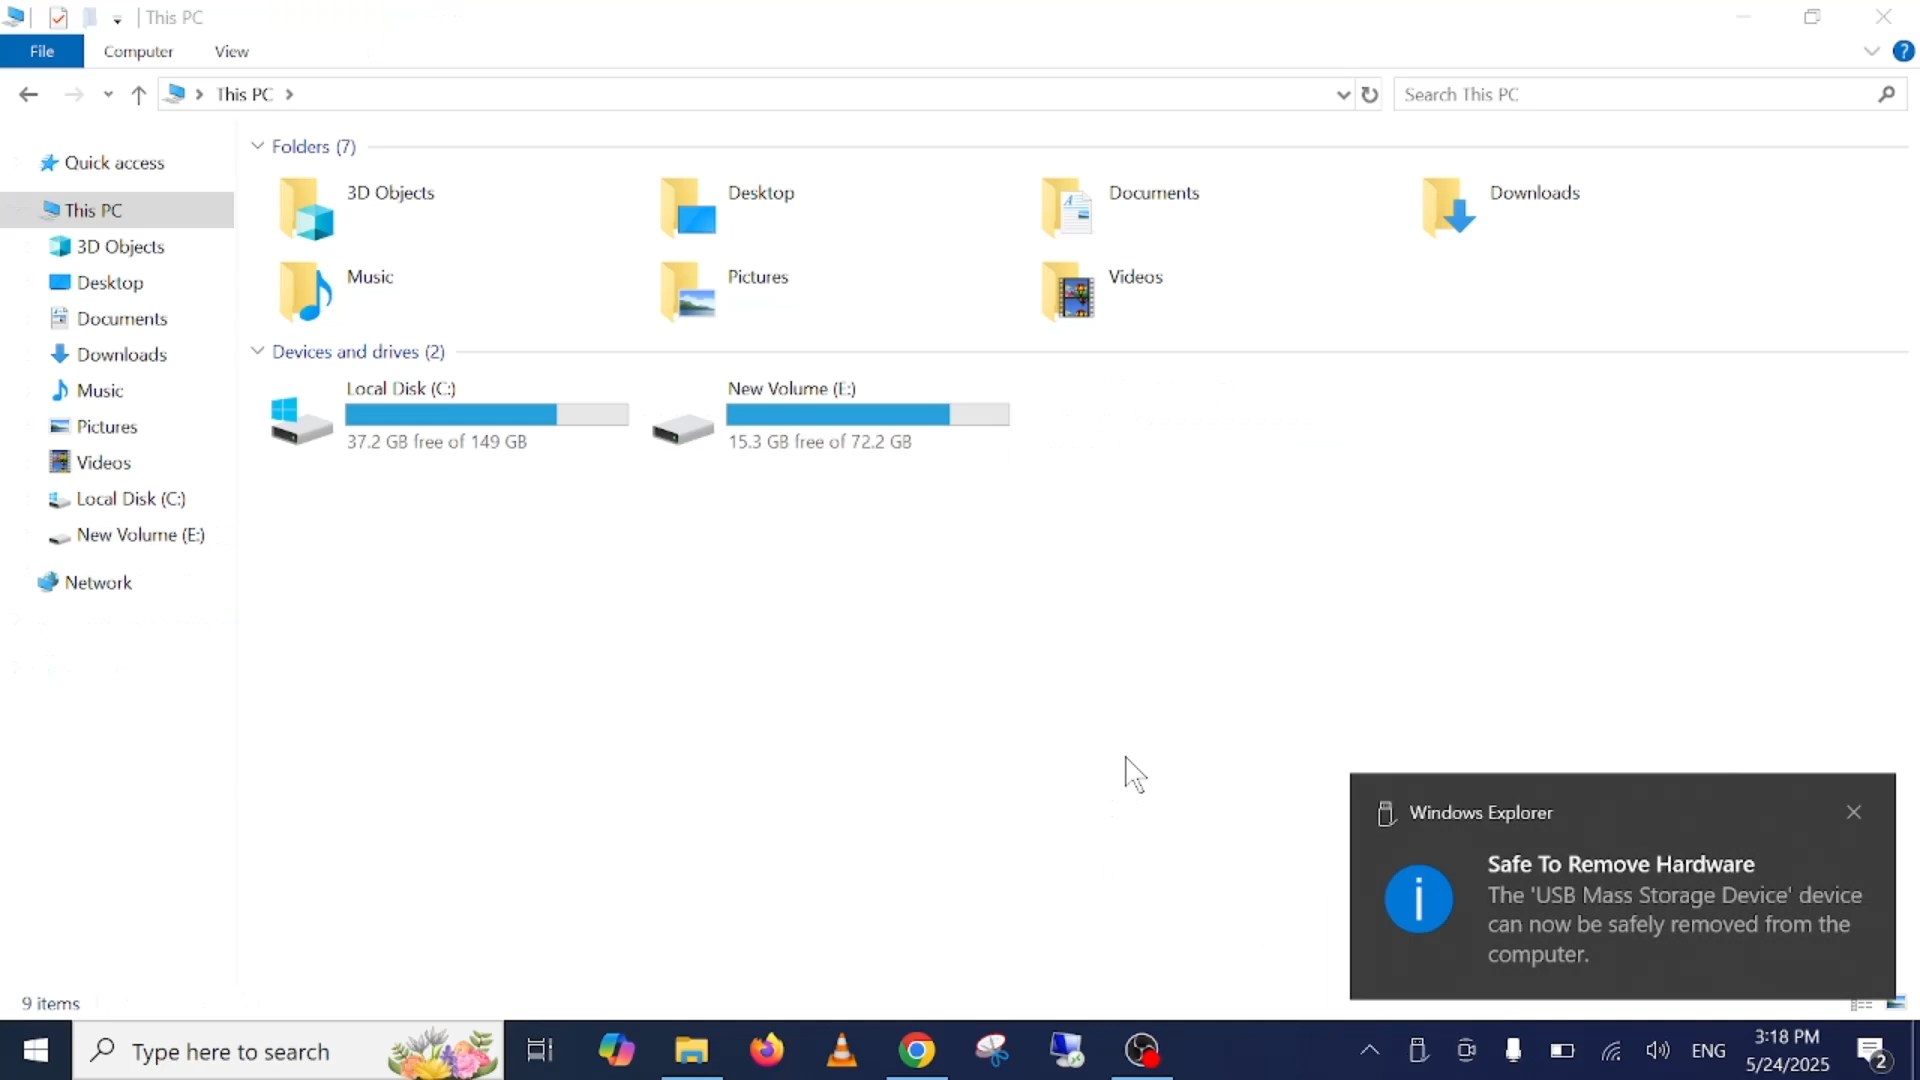 This PC
File
Computer
View
This PC
Search This PC
Quick access
This PC
3D Objects
Desktop
Documents
Downloads
Music
Pictures
Videos
Local Disk (C:)
New Volume (E:)
Network
Folders (7)
3D Objects
Desktop
Documents
Downloads
Music
Pictures
Videos
Devices and drives (2)
Local Disk (C:)
37.2 GB free of 149 GB
New Volume (E:)
15.3 GB free of 72.2 GB
Windows Explorer
Safe To Remove Hardware
The 'USB Mass Storage Device' device
can now be safely removed from the
computer.
9 items
Type here to search
ENG
3:18 PM
5/24/2025
2